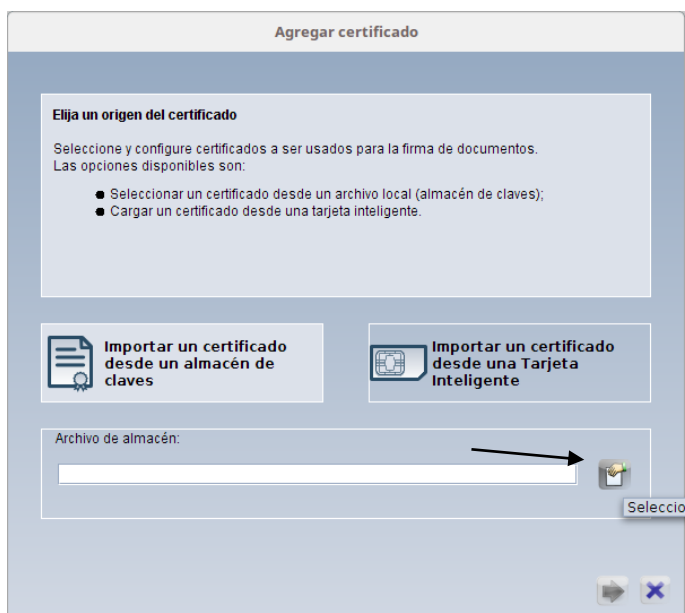 Agregar certificado
Elija un origen del certificado
Seleccione y configure certificados a ser usados para la firma de documentos.
Las opciones disponibles son:
● Seleccionar un certificado desde un archivo local (almacén de claves);
● Cargar un certificado desde una tarjeta inteligente.
Importar un certificado
desde un almacén de
claves
Importar un certificado
desde una Tarjeta
Inteligente
Archivo de almacén:
Seleccio